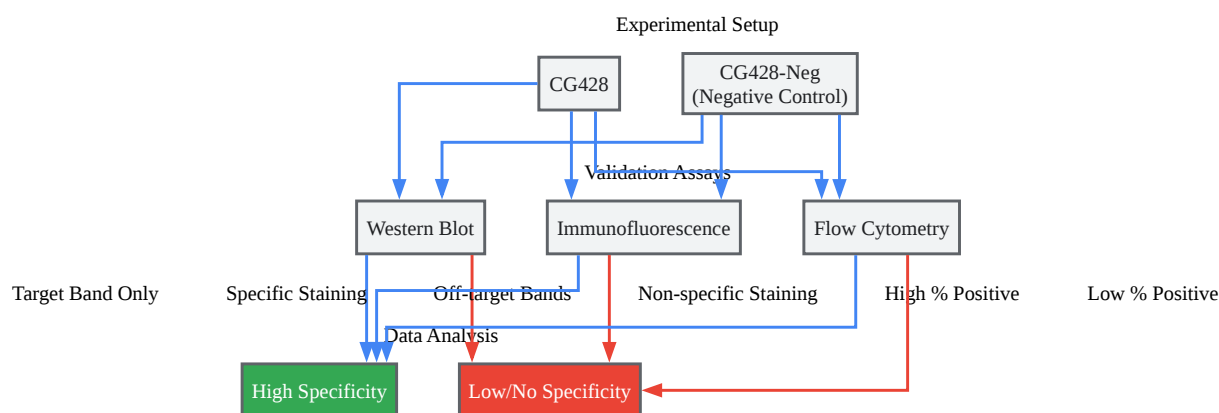 Experimental Setup
CG428
CG428-Neg
(Negative Control)
Validation Assays
Western Blot
Immunofluorescence
Flow Cytometry
Target Band Only
Specific Staining
Off-target Bands
Non-specific Staining
High % Positive
Low % Positive
Data Analysis
High Specificity
Low/No Specificity